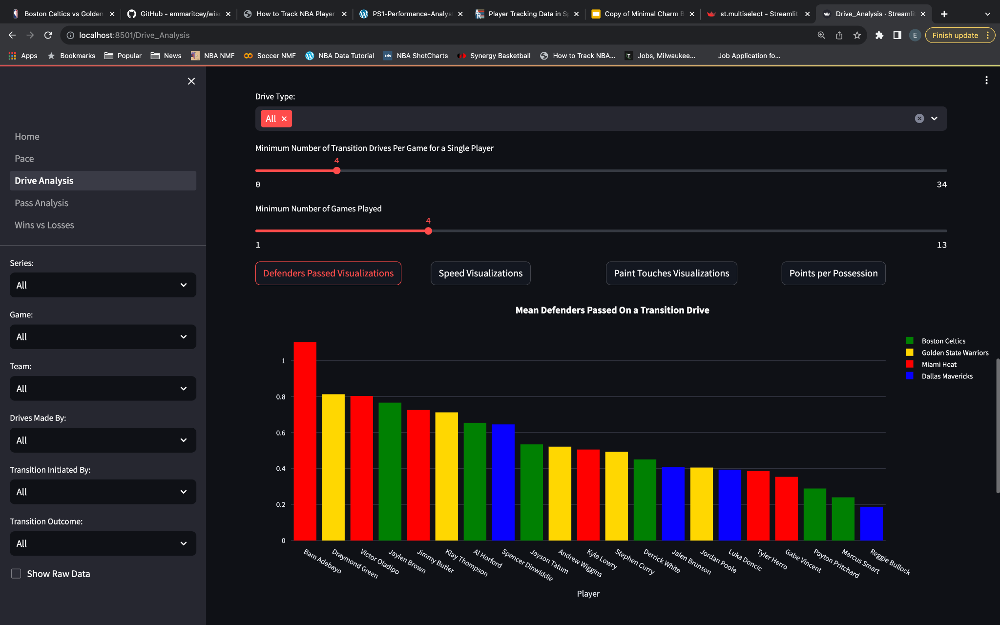 Boston Celtics vs Golden
GitHub - emmaritcey/wisc
How to Track NBA Player
PS1-Performance-Analyst
Player Tracking Data in Sp
Copy of Minimal Charm B
st.multiselect - Streamlit
Drive_Analysis · Streamlit
localhost:8501/Drive_Analysis
E
Finish update
Apps
Bookmarks
Popular
News
NBA NMF
Soccer NMF
NBA Data Tutorial
tds
NBA ShotCharts
Synergy Basketball
How to Track NBA...
Jobs, Milwaukee...
Job Application fo...
Home
Pace
Drive Analysis
Pass Analysis
Wins vs Losses
Series:
All
Game:
All
Team:
All
Drives Made By:
All
Transition Initiated By:
All
Transition Outcome:
All
Show Raw Data
Drive Type:
All
Minimum Number of Transition Drives Per Game for a Single Player
4
0
34
Minimum Number of Games Played
4
1
13
Defenders Passed Visualizations
Speed Visualizations
Paint Touches Visualizations
Points per Possession
Mean Defenders Passed On a Transition Drive
1
0.8
0.6
0.4
0.2
0
Bam Adebayo
Draymond Green
Victor Oladipo
Jaylen Brown
Jimmy Butler
Klay Thompson
Al Horford
Spencer Dinwiddie
Jayson Tatum
Andrew Wiggins
Kyle Lowry
Stephen Curry
Derrick White
Jalen Brunson
Jordan Poole
Luka Doncic
Tyler Herro
Gabe Vincent
Payton Pritchard
Marcus Smart
Reggie Bullock
Player
Boston Celtics
Golden State Warriors
Miami Heat
Dallas Mavericks